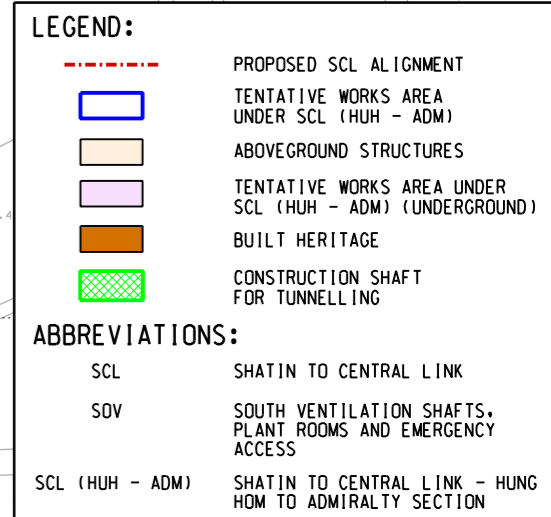 LEGEND:
PROPOSED SCL ALIGNMENT
TENTATIVE WORKS AREA
UNDER SCL (HUH - ADM)
ABOVEGROUND STRUCTURES
TENTATIVE WORKS AREA UNDER
SCL (HUH - ADM) (UNDERGROUND)
BUILT HERITAGE
CONSTRUCTION SHAFT
FOR TUNNELLING
ABBREVIATIONS:
SCL SHATIN TO CENTRAL LINK
SOV SOUTH VENTILATION SHAFTS,
PLANT ROOMS AND EMERGENCY
ACCESS
SCL (HUH - ADM) SHATIN TO CENTRAL LINK - HUNG
HOM TO ADMIRALTY SECTION